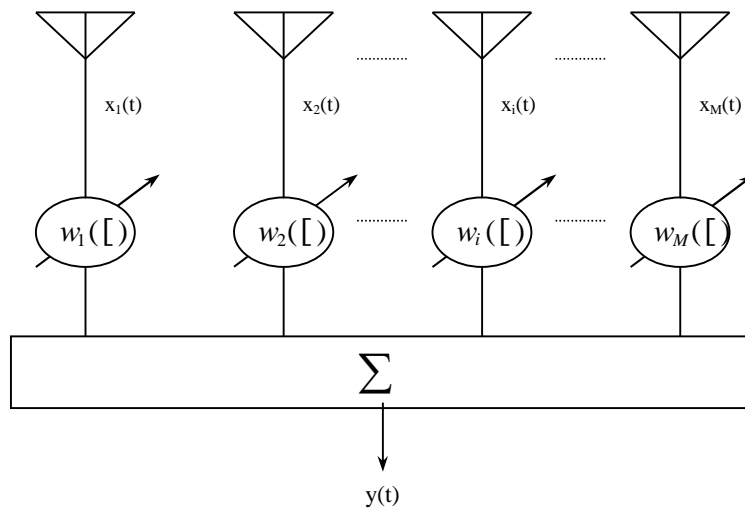 x₁(t) x₂(t) xᵢ(t) x_M(t)
w₁([) w₂([) wᵢ([) w_M([)
∑
y(t)